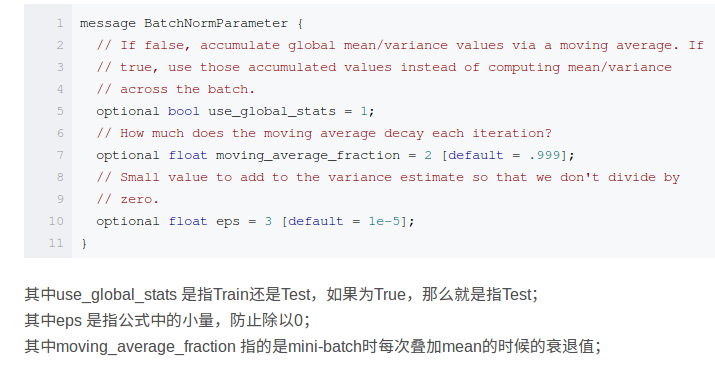 1 message BatchNormParameter {
2 // If false, accumulate global mean/variance values via a moving average. If
3 // true, use those accumulated values instead of computing mean/variance
4 // across the batch.
5 optional bool use_global_stats = 1;
6 // How much does the moving average decay each iteration?
7 optional float moving_average_fraction = 2 [default = .999];
8 // Small value to add to the variance estimate so that we don't divide by
9 // zero.
10 optional float eps = 3 [default = 1e-5];
11 }
其中use_global_stats 是指Train还是Test，如果为True，那么就是指Test；
其中eps 是指公式中的小量，防止除以0；
其中moving_average_fraction 指的是mini-batch时每次叠加mean的时候的衰退值；